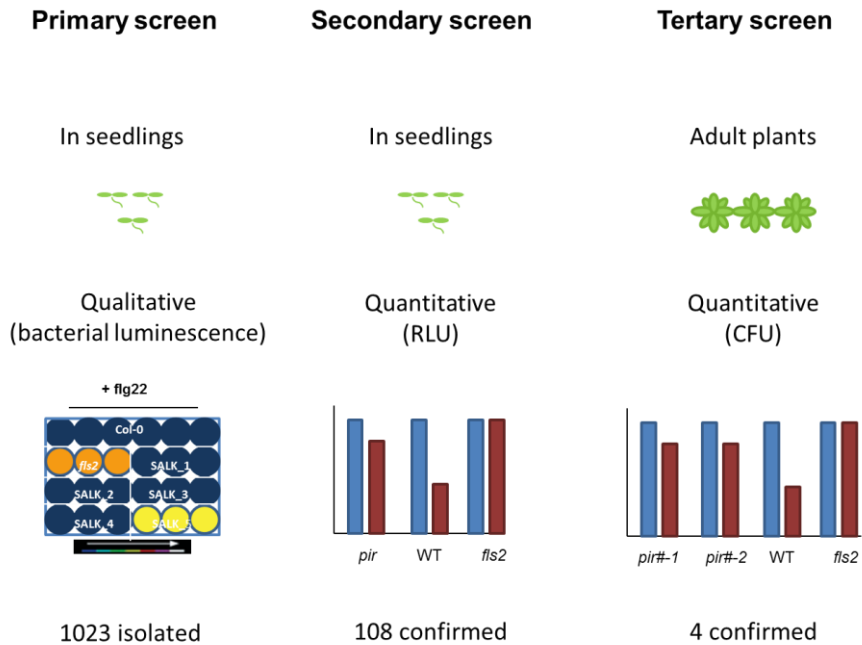 Primary screen
Secondary screen
Tertary screen
In seedlings
In seedlings
Adult plants
Qualitative
(bacterial luminescence)
Quantitative
(RLU)
Quantitative
(CFU)
+ flg22
Col-0
fls2
SALK_1
SALK_2
SALK_3
SALK_4
SALK_5
pir
WT
fls2
pir#-1
pir#-2
WT
fls2
1023 isolated
108 confirmed
4 confirmed